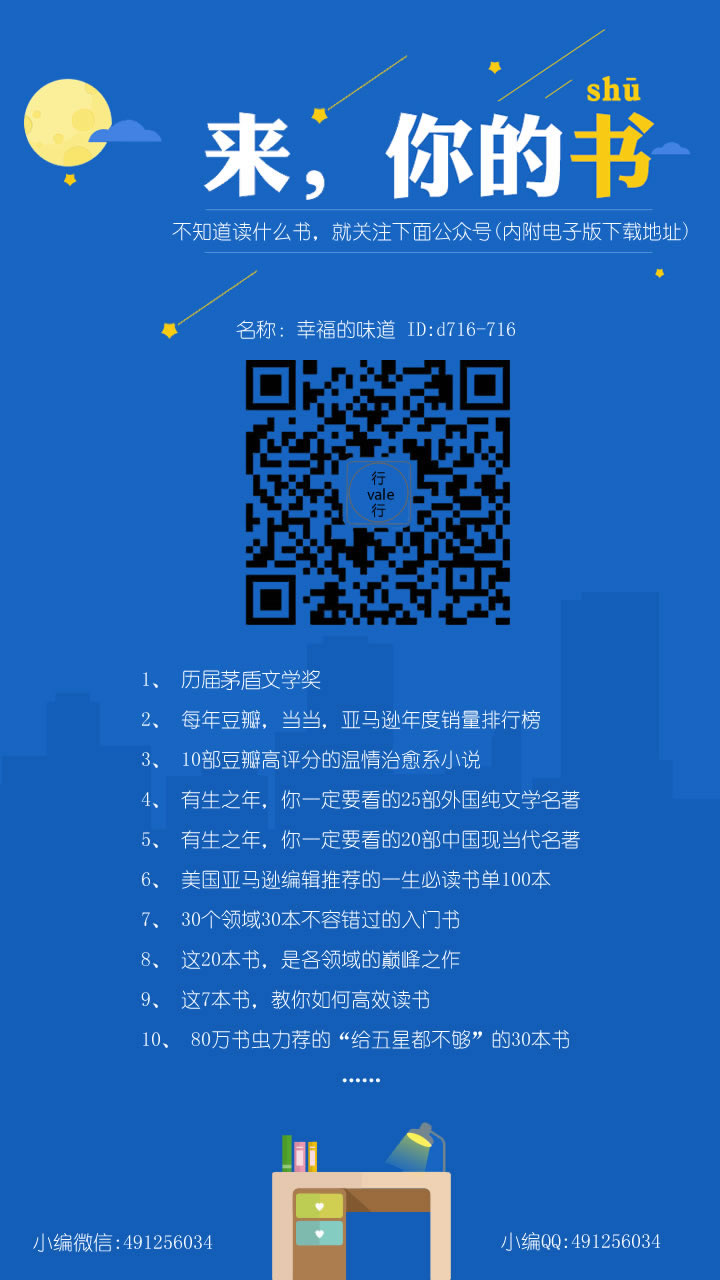 shū
来，你的书
不知道读什么书，就关注下面公众号(内附电子版下载地址)
名称：幸福的味道 ID:d716-716
行
vale
行
1、 历届茅盾文学奖
2、 每年豆瓣，当当，亚马逊年度销量排行榜
3、 10部豆瓣高评分的温情治愈系小说
4、 有生之年，你一定要看的25部外国纯文学名著
5、 有生之年，你一定要看的20部中国现当代名著
6、 美国亚马逊编辑推荐的一生必读书单100本
7、 30个领域30本不容错过的入门书
8、 这20本书，是各领域的巅峰之作
9、 这7本书，教你如何高效读书
10、 80万书虫力荐的“给五星都不够”的30本书
······
小编微信:491256034
小编QQ:491256034